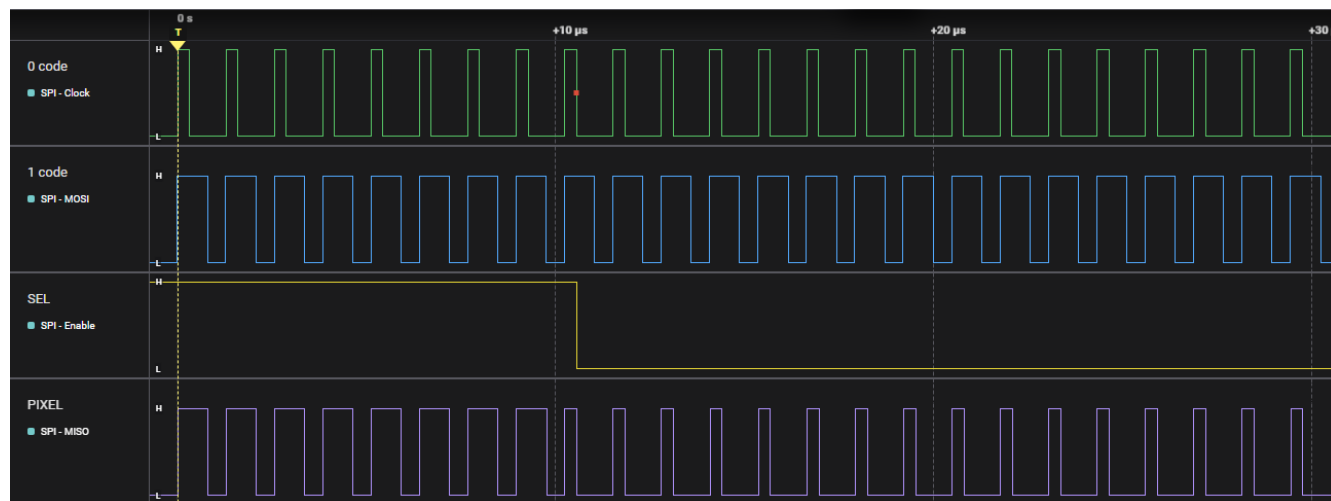 0 s
T
+10 µs
+20 µs
+30
0 code
SPI - Clock
H
L
1 code
SPI - MOSI
H
L
SEL
SPI - Enable
H
L
PIXEL
SPI - MISO
H
L